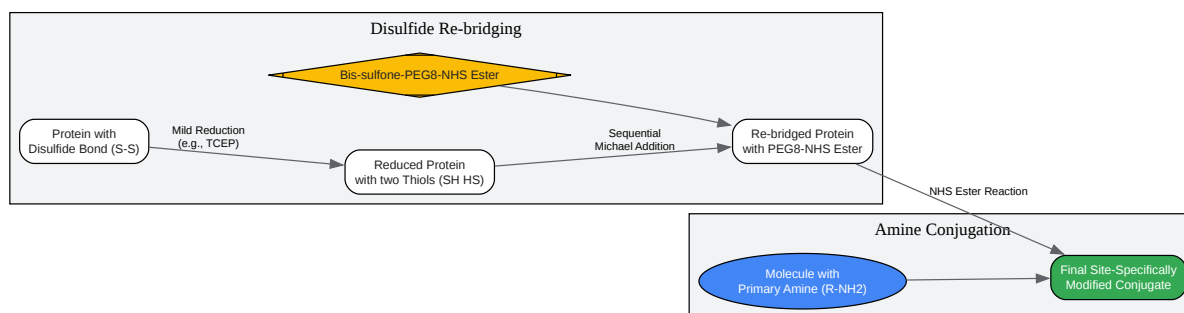 Disulfide Re-bridging
Bis-sulfone-PEG8-NHS Ester
Protein with
Disulfide Bond (S-S)
Mild Reduction
(e.g., TCEP)
Reduced Protein
with two Thiols (SH HS)
Sequential
Michael Addition
Re-bridged Protein
with PEG8-NHS Ester
NHS Ester Reaction
Amine Conjugation
Molecule with
Primary Amine (R-NH2)
Final Site-Specifically
Modified Conjugate